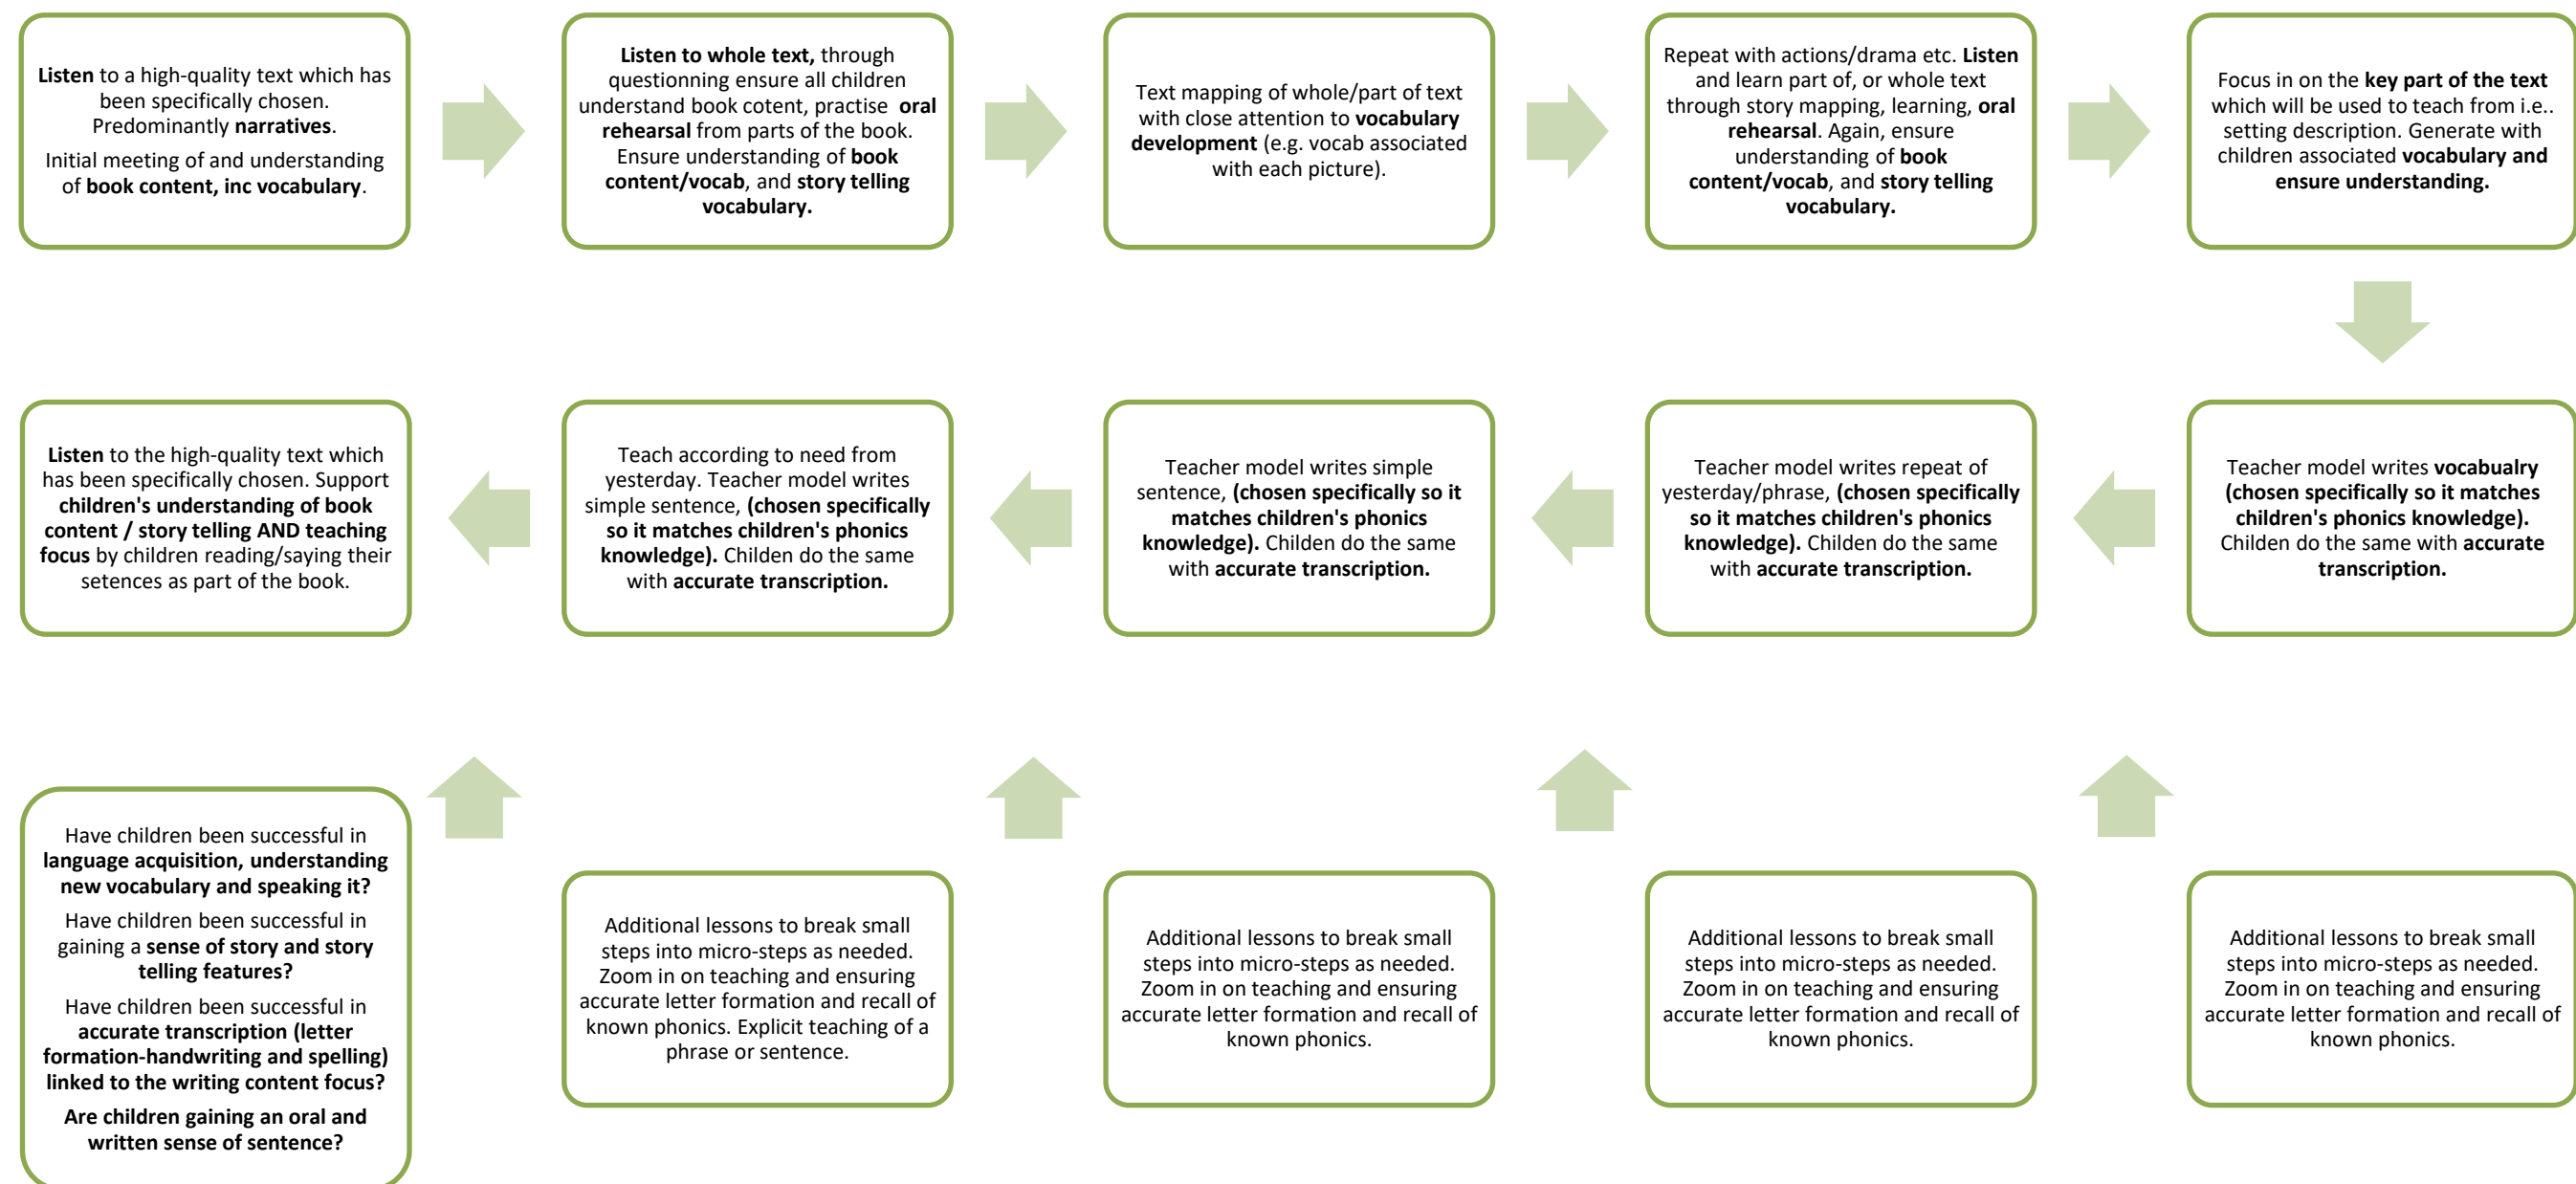 Listen to a high-quality text which has
been specifically chosen.
Predominantly narratives.
Initial meeting of and understanding
of book content, inc vocabulary.
Listen to whole text, through
questionning ensure all children
understand book cotent, practise oral
rehearsal from parts of the book.
Ensure understanding of book
content/vocab, and story telling
vocabulary.
Text mapping of whole/part of text
with close attention to vocabulary
development (e.g. vocab associated
with each picture).
Repeat with actions/drama etc. Listen
and learn part of, or whole text
through story mapping, learning, oral
rehearsal. Again, ensure
understanding of book
content/vocab, and story telling
vocabulary.
Focus in on the key part of the text
which will be used to teach from i.e..
setting description. Generate with
children associated vocabulary and
ensure understanding.
Teacher model writes vocabualry
(chosen specifically so it matches
children's phonics knowledge).
Childen do the same with accurate
transcription.
Teacher model writes repeat of
yesterday/phrase, (chosen specifically
so it matches children's phonics
knowledge). Childen do the same
with accurate transcription.
Teacher model writes simple
sentence, (chosen specifically so it
matches children's phonics
knowledge). Childen do the same
with accurate transcription.
Teach according to need from
yesterday. Teacher model writes
simple sentence, (chosen specifically
so it matches children's phonics
knowledge). Childen do the same
with accurate transcription.
Listen to the high-quality text which
has been specifically chosen. Support
children's understanding of book
content / story telling AND teaching
focus by children reading/saying their
setences as part of the book.
Have children been successful in
language acquisition, understanding
new vocabulary and speaking it?
Have children been successful in
gaining a sense of story and story
telling features?
Have children been successful in
accurate transcription (letter
formation-handwriting and spelling)
linked to the writing content focus?
Are children gaining an oral and
written sense of sentence?
Additional lessons to break small
steps into micro-steps as needed.
Zoom in on teaching and ensuring
accurate letter formation and recall of
known phonics. Explicit teaching of a
phrase or sentence.
Additional lessons to break small
steps into micro-steps as needed.
Zoom in on teaching and ensuring
accurate letter formation and recall of
known phonics.
Additional lessons to break small
steps into micro-steps as needed.
Zoom in on teaching and ensuring
accurate letter formation and recall of
known phonics.
Additional lessons to break small
steps into micro-steps as needed.
Zoom in on teaching and ensuring
accurate letter formation and recall of
known phonics.